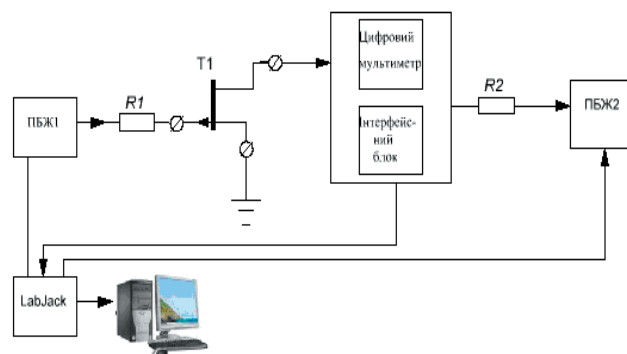 Цифровий
мультиметр
T1
R1
R2
ПБЖ1
ПБЖ2
Інтерфейс-
ний
блок
LabJack